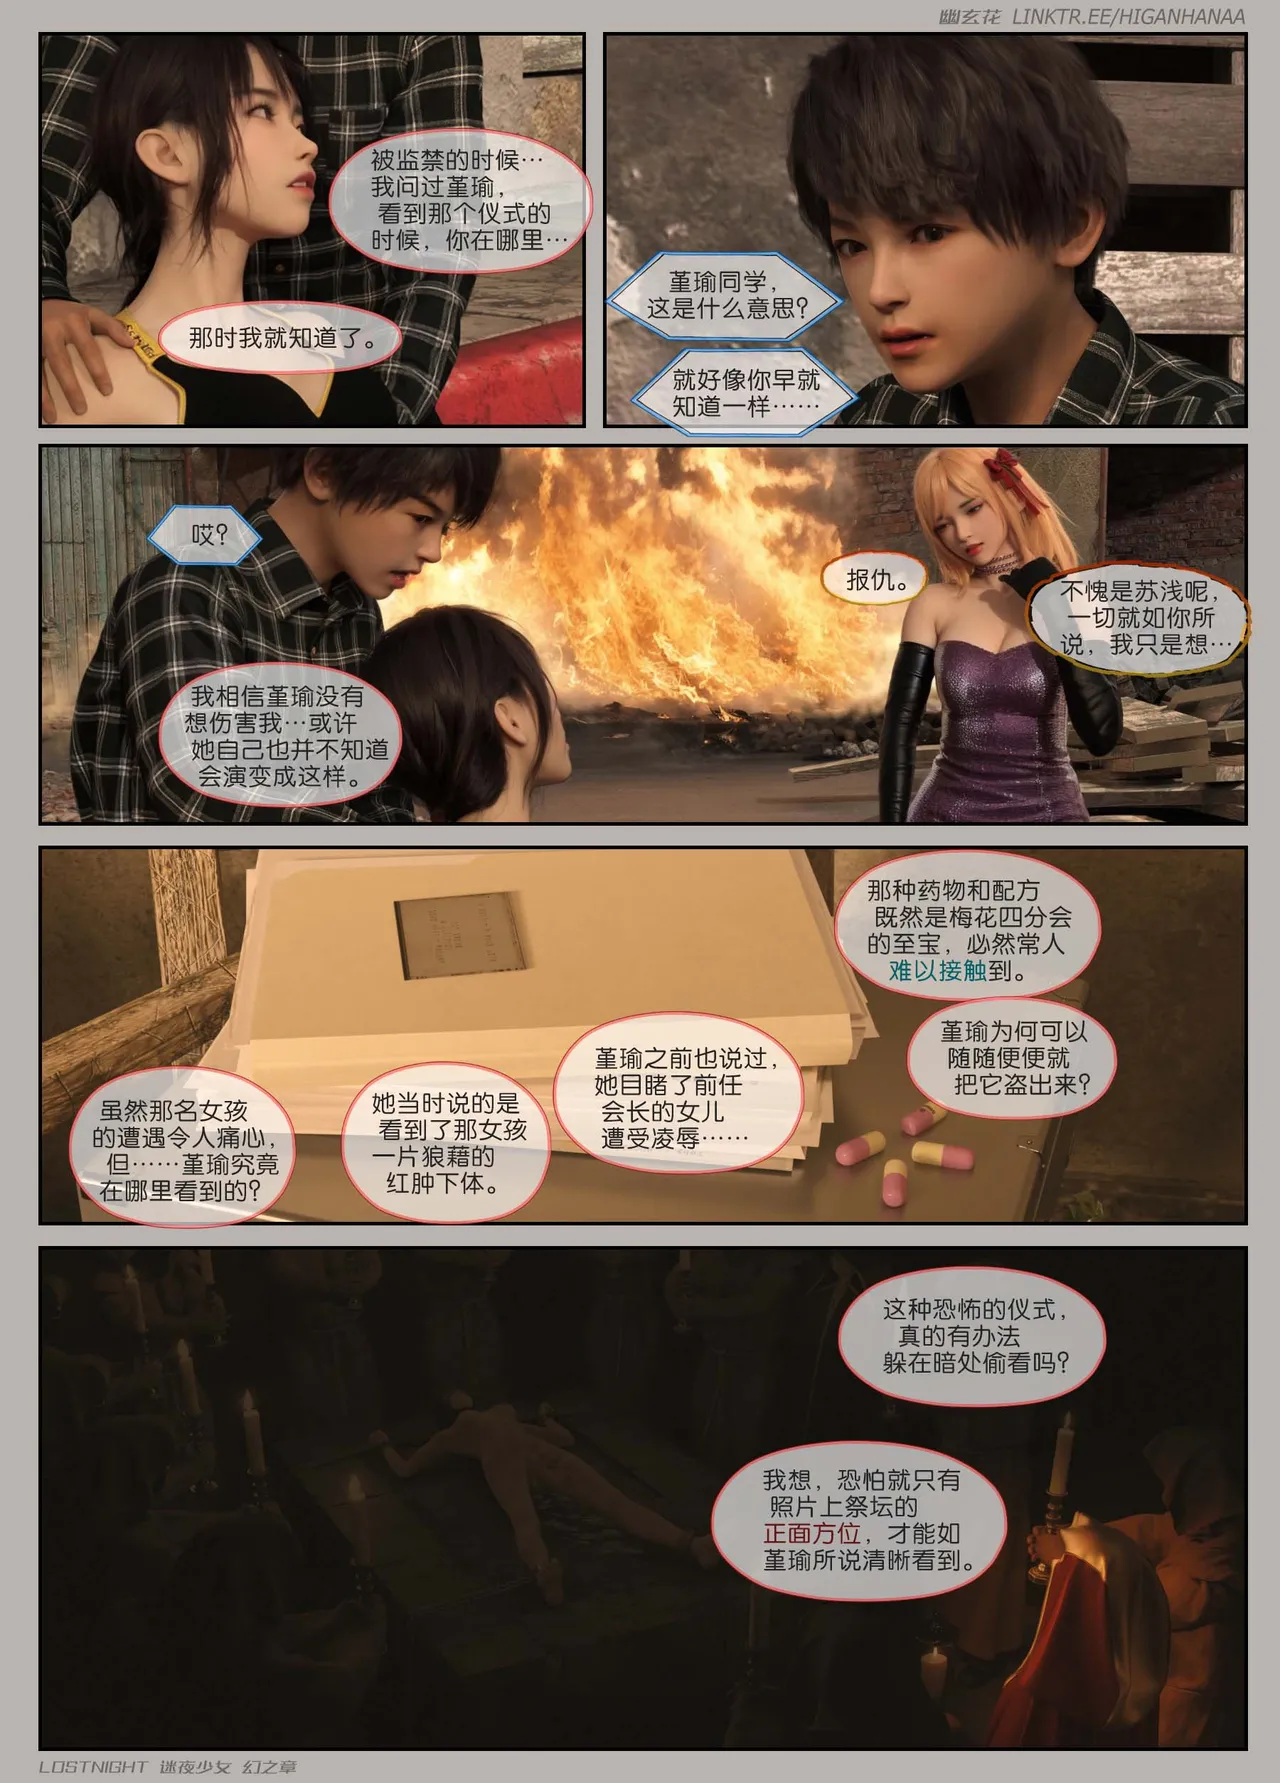 幽玄花 LINKTR.EE/HIGANHANAA
被监禁的时候…
我问过堇瑜，
看到那个仪式的
时候，你在哪里…
那时我就知道了。
堇瑜同学，
这是什么意思？
就好像你早就
知道一样……
哎？
我相信堇瑜没有
想伤害我…或许
她自己也并不知道
会演变成这样。
报仇。
不愧是苏浅呢，
一切就如你所
说，我只是想…
那种药物和配方
既然是梅花四分会
的至宝，必然常人
难以接触到。
堇瑜为何可以
随随便便就
把它盗出来？
堇瑜之前也说过，
她目睹了前任
会长的女儿
遭受凌辱……
她当时说的是
看到了那女孩
一片狼藉的
红肿下体。
虽然那名女孩
的遭遇令人痛心，
但……堇瑜究竟
在哪里看到的？
这种恐怖的仪式，
真的有办法
躲在暗处偷看吗？
我想，恐怕就只有
照片上祭坛的
正面方位，才能如
堇瑜所说清晰看到。
LOSTNIGHT 迷夜少女 幻之章